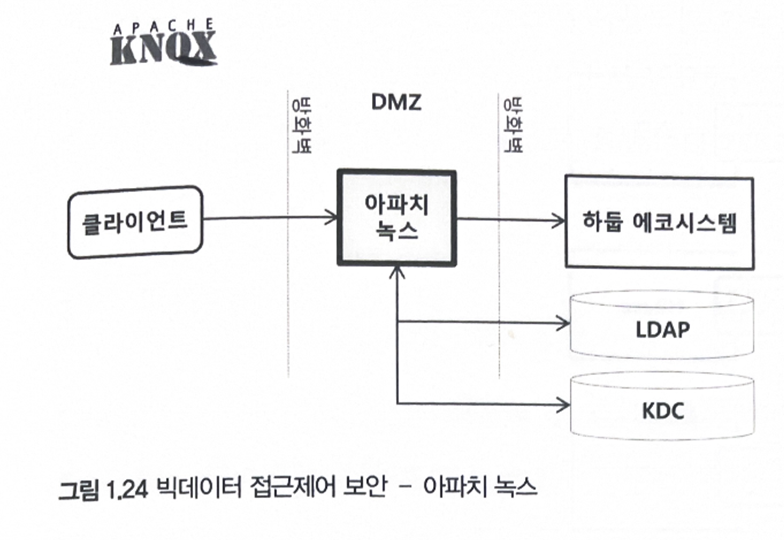 APACHE
KNOX
방화벽
DMZ
방화벽
클라이언트
아파치
녹스
하둡 에코시스템
LDAP
KDC
그림 1.24 빅데이터 접근제어 보안 – 아파치 녹스